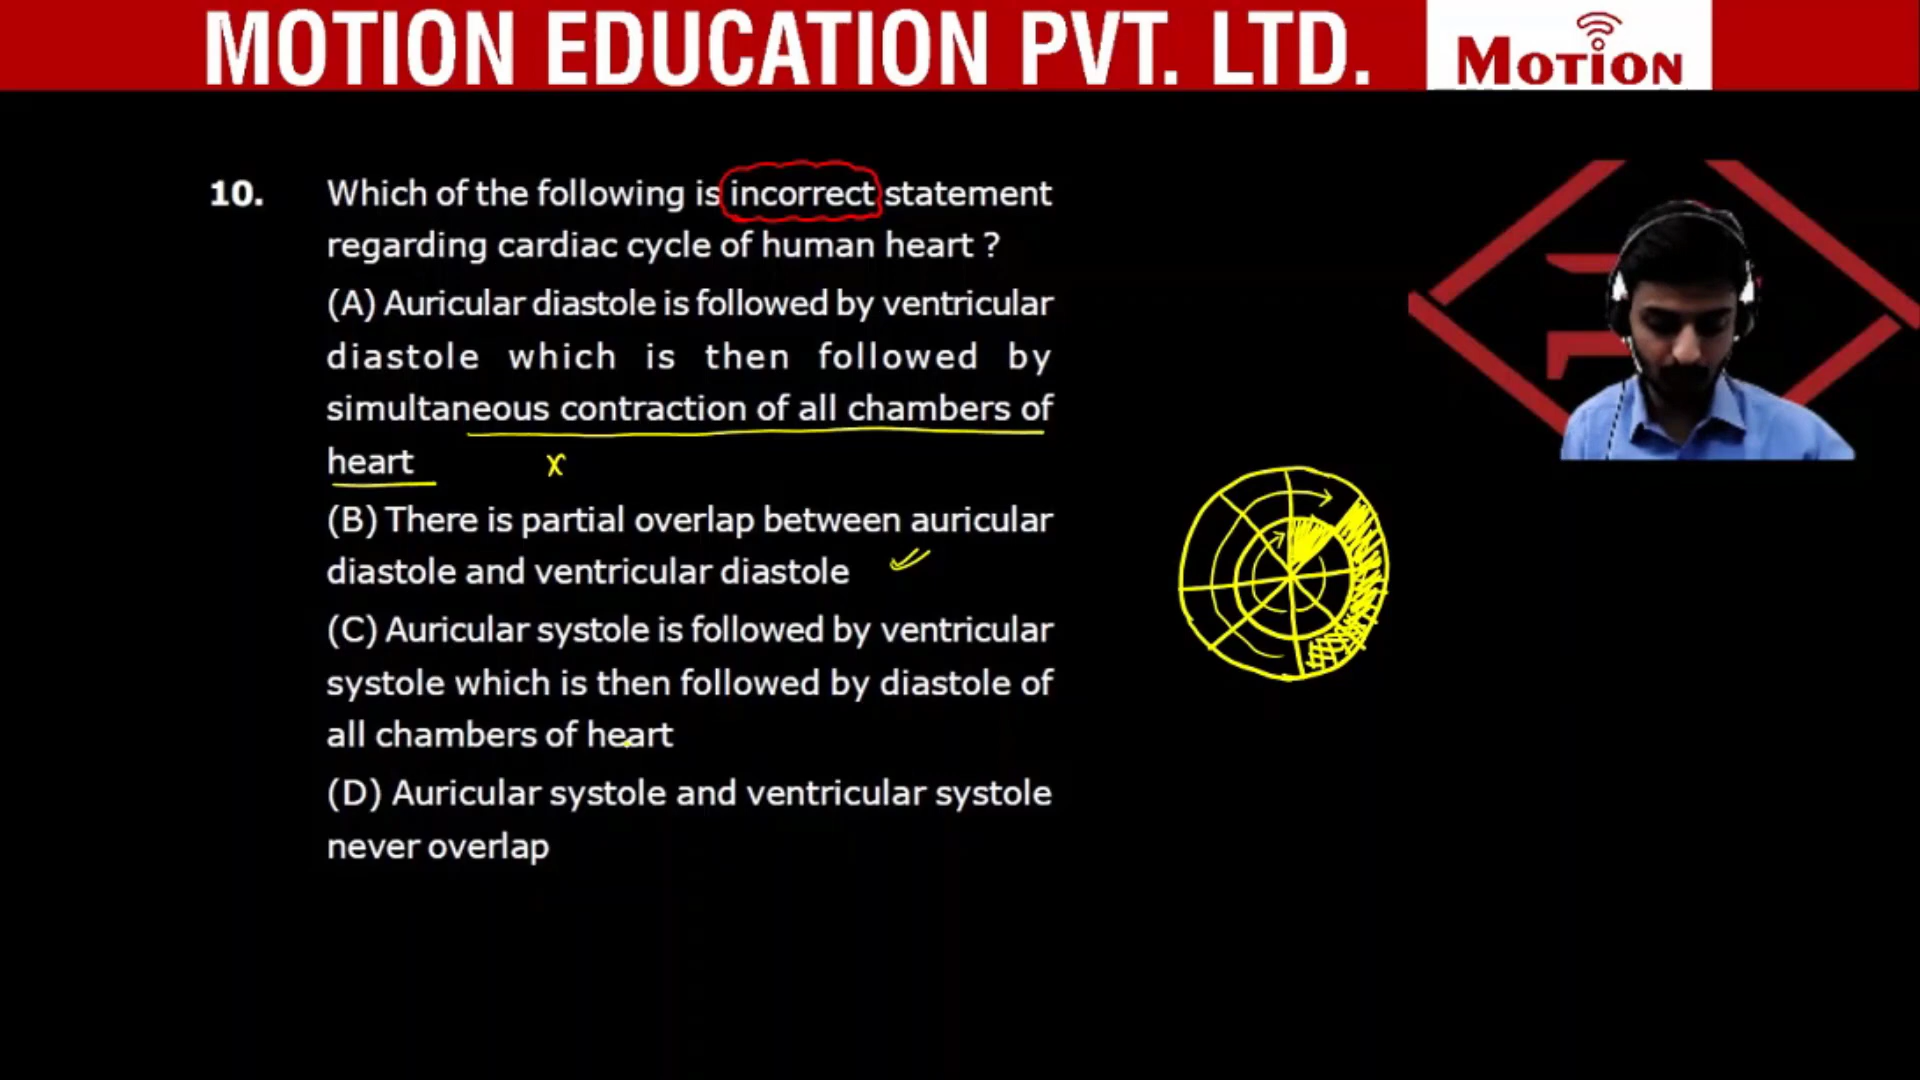 MOTION EDUCATION PVT. LTD.
MOTION
10. Which of the following is incorrect statement
regarding cardiac cycle of human heart ?
(A) Auricular diastole is followed by ventricular
diastole which is then followed by
simultaneous contraction of all chambers of
heart x
(B) There is partial overlap between auricular
diastole and ventricular diastole
(C) Auricular systole is followed by ventricular
systole which is then followed by diastole of
all chambers of heart
(D) Auricular systole and ventricular systole
never overlap